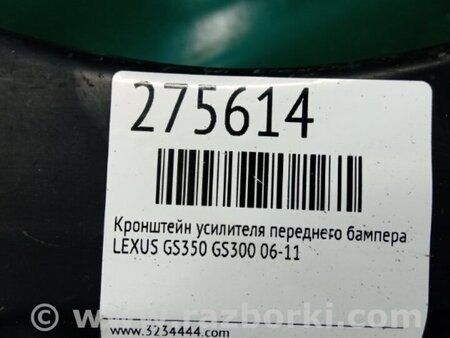 275614
Кронштейн усилителя переднего бампера
LEXUS GS350 GS300 06-11
www.3234444.com
© www.razborki.com